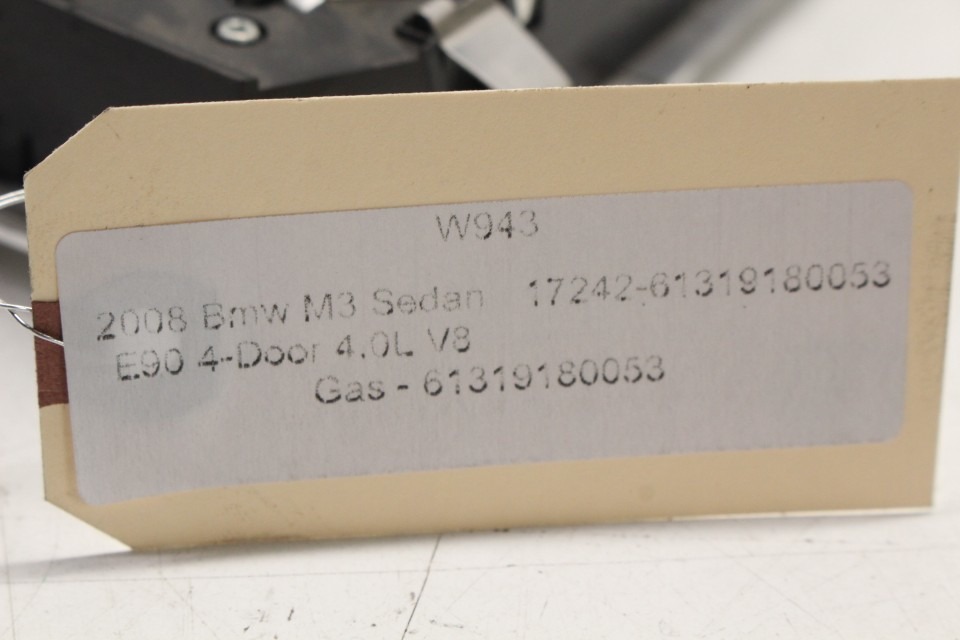 W943
2008 Bmw M3 Sedan 17242-61319180053
E90 4-Door 4.0L V8
Gas - 61319180053